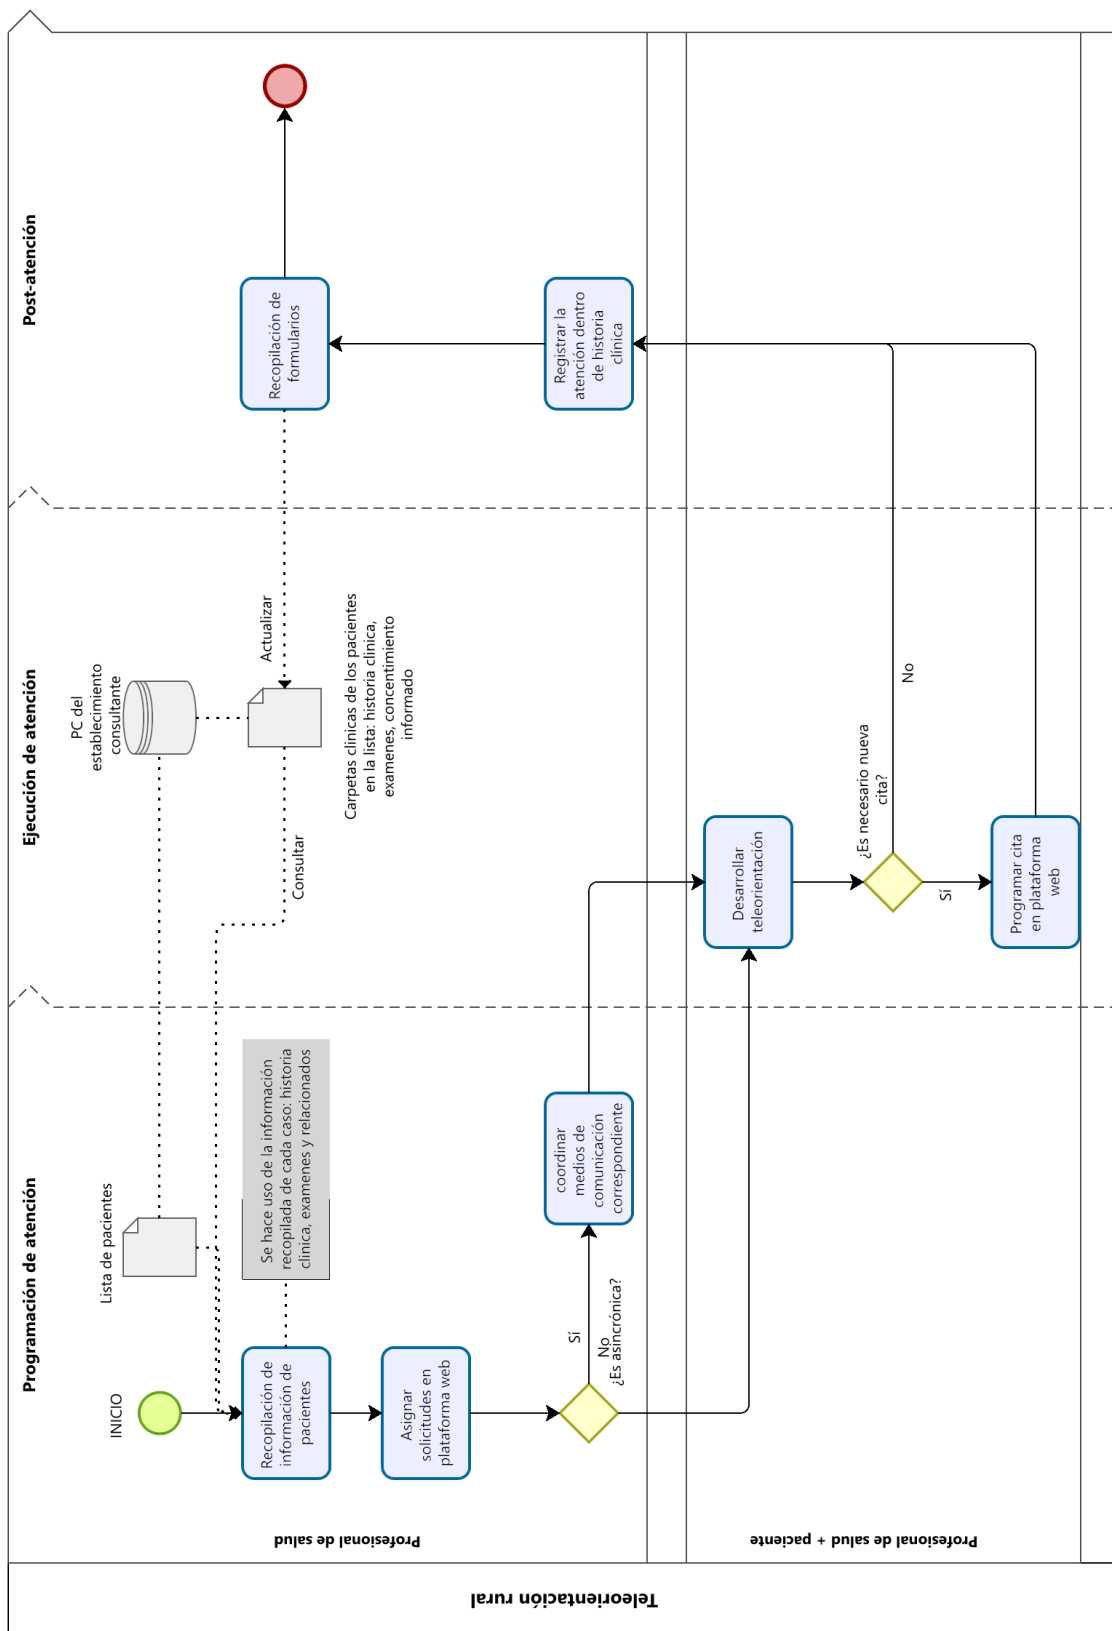 Teleorientación rural
Profesional de salud
Profesional de salud + paciente
Programación de atención
Ejecución de atención
Post-atención
INICIO
Lista de pacientes
Recopilación de
información de
pacientes
Se hace uso de la información
recopilada de cada caso: historia
clinica, examenes y relacionados
Asignar
solicitudes en
plataforma web
¿Es asincrónica?
Sí
No
coordinar
medios de
comunicación
correspondiente
PC del
establecimiento
consultante
Consultar
Actualizar
Carpetas clinicas de los pacientes
en la lista: historia clinica,
examenes, concentimiento
informado
Desarrollar
teleorientación
¿Es necesario nueva
cita?
Sí
No
Programar cita
en plataforma
web
Registrar la
atención dentro
de historia
clínica
Recopilación de
formularios